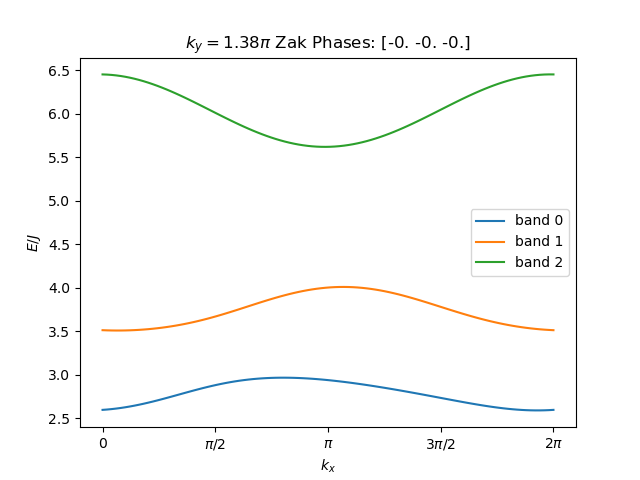 k_y = 1.38π Zak Phases: [-0. -0. -0.]
6.5
6.0
5.5
5.0
4.5
4.0
3.5
3.0
2.5
E/J
band 0
band 1
band 2
0 π/2 π 3π/2 2π
k_x